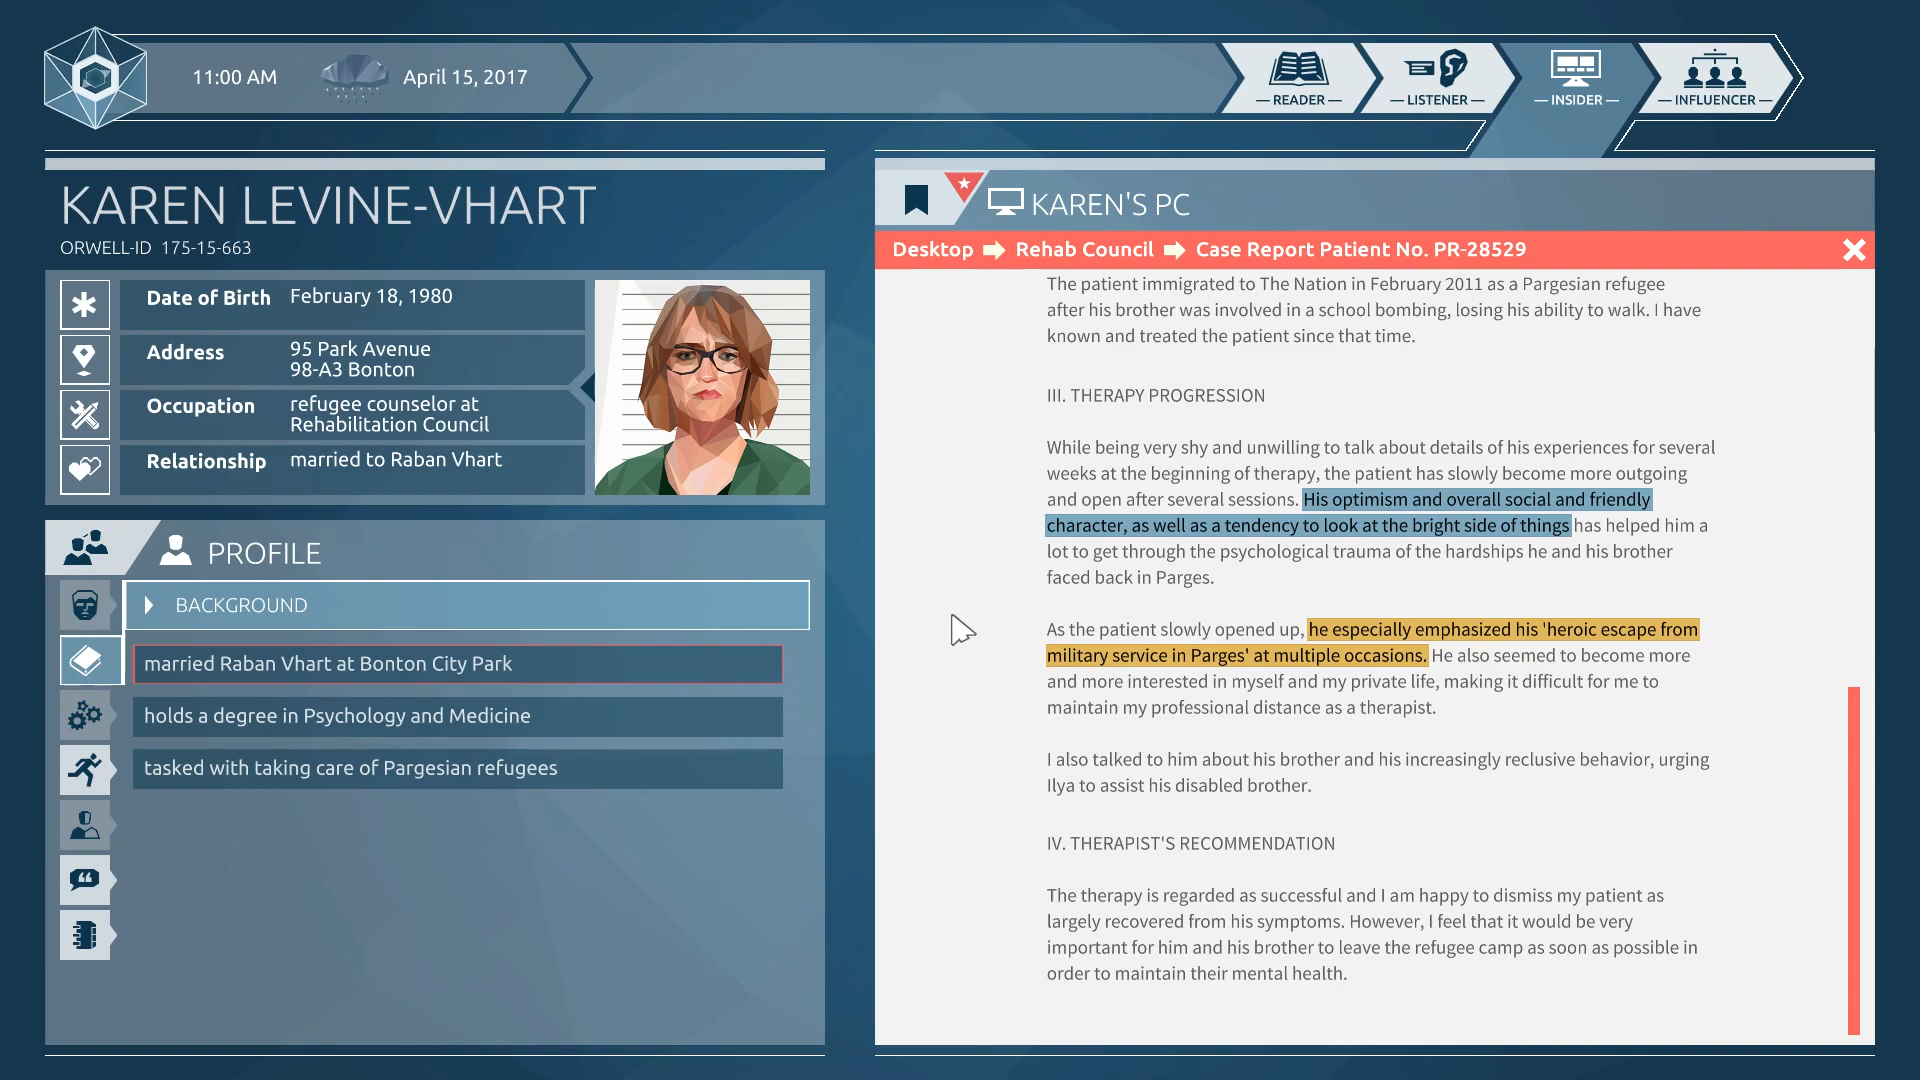 11:00 AM
April 15, 2017
— READER —
— LISTENER —
— INSIDER —
— INFLUENCER —
KAREN LEVINE-VHART
ORWELL-ID 175-15-663
Date of Birth February 18, 1980
Address 95 Park Avenue
98-A3 Bonton
Occupation refugee counselor at
Rehabilitation Council
Relationship married to Raban Vhart
PROFILE
BACKGROUND
married Raban Vhart at Bonton City Park
holds a degree in Psychology and Medicine
tasked with taking care of Pargesian refugees
KAREN'S PC
Desktop Rehab Council Case Report Patient No. PR-28529
The patient immigrated to The Nation in February 2011 as a Pargesian refugee
after his brother was involved in a school bombing, losing his ability to walk. I have
known and treated the patient since that time.
III. THERAPY PROGRESSION
While being very shy and unwilling to talk about details of his experiences for several
weeks at the beginning of therapy, the patient has slowly become more outgoing
and open after several sessions. His optimism and overall social and friendly
character, as well as a tendency to look at the bright side of things has helped him a
lot to get through the psychological trauma of the hardships he and his brother
faced back in Parges.
As the patient slowly opened up, he especially emphasized his 'heroic escape from
military service in Parges' at multiple occasions. He also seemed to become more
and more interested in myself and my private life, making it difficult for me to
maintain my professional distance as a therapist.
I also talked to him about his brother and his increasingly reclusive behavior, urging
Ilya to assist his disabled brother.
IV. THERAPIST'S RECOMMENDATION
The therapy is regarded as successful and I am happy to dismiss my patient as
largely recovered from his symptoms. However, I feel that it would be very
important for him and his brother to leave the refugee camp as soon as possible in
order to maintain their mental health.